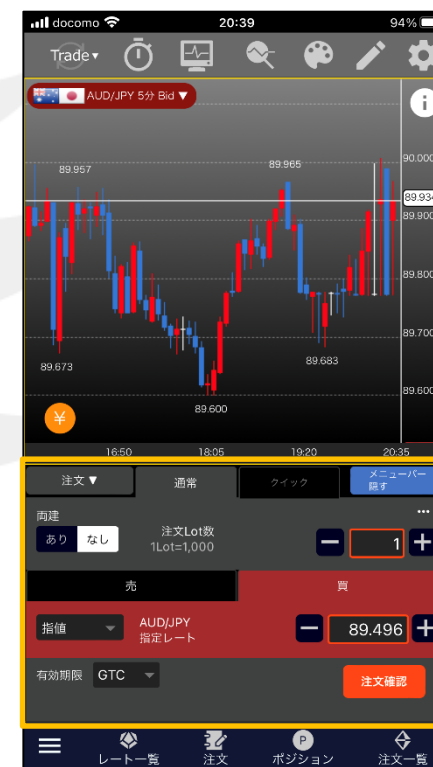 docomo 20:39 94%
Trade▼
AUD/JPY 5分 Bid ▼
i
89.957
89.965
90.000
89.934
89.900
89.800
89.700
89.673
89.683
89.600
89.600
¥
16:50 18:05 19:20 20:35
注文▼ 通常 クイック メニューバー
隠す
両建
あり なし
注文Lot数
1Lot=1,000
− 1 +
売 買
指値
AUD/JPY
指定レート
− 89.496 +
有効期限 GTC 注文確認
レート一覧 注文 P ポジション 注文一覧